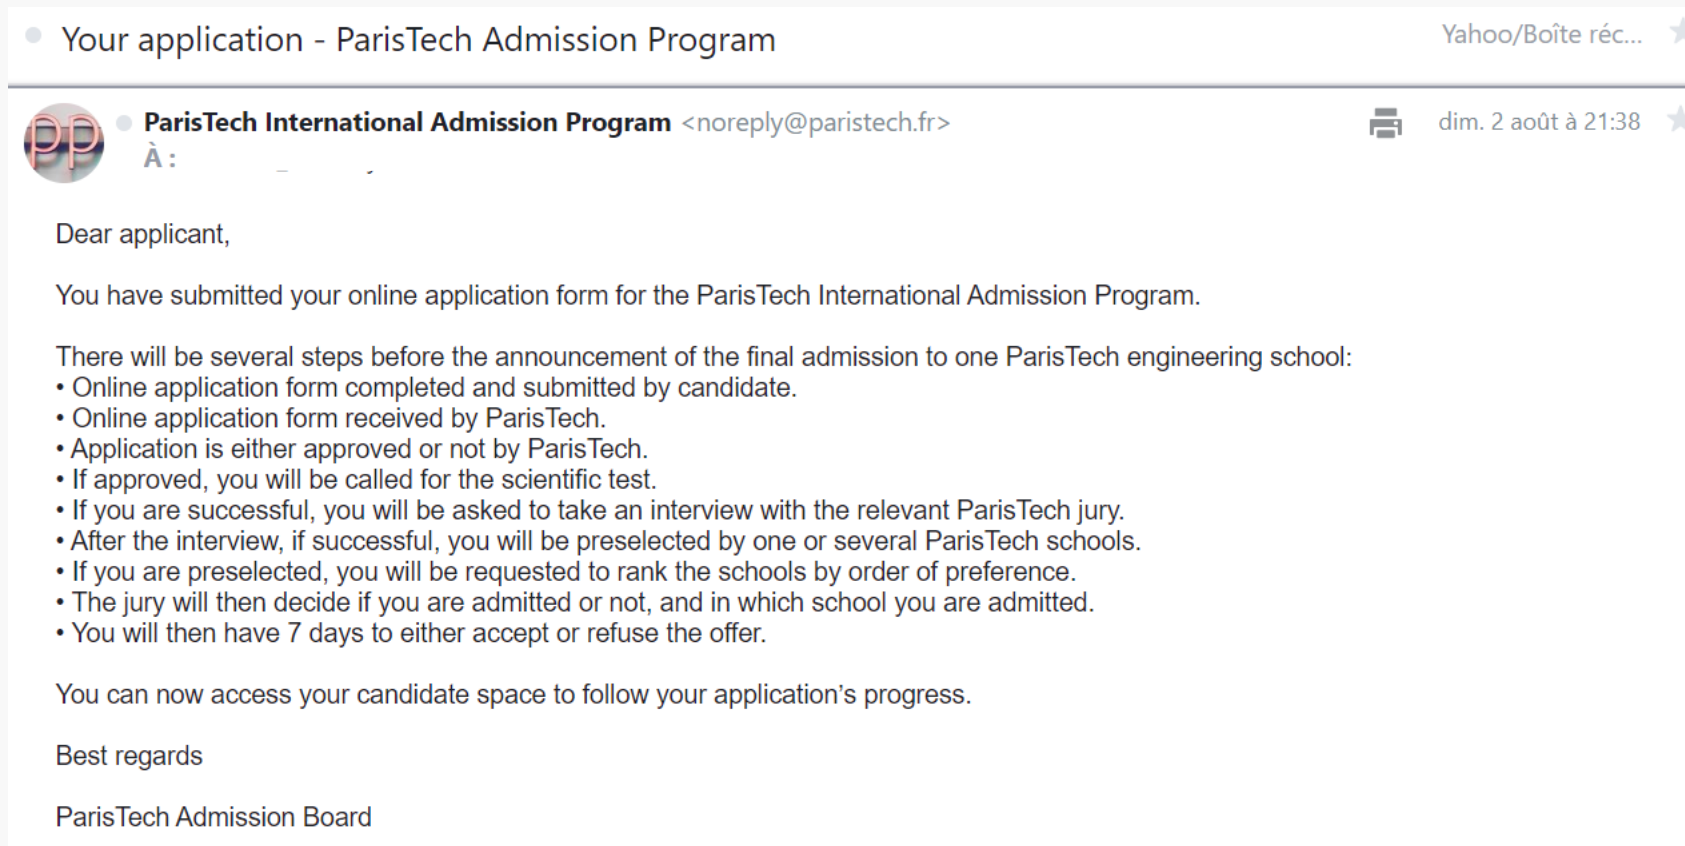 Your application - ParisTech Admission Program
Yahoo/Boîte réc...
PP
ParisTech International Admission Program <noreply@paristech.fr>
dim. 2 août à 21:38
À :
Dear applicant,
You have submitted your online application form for the ParisTech International Admission Program.
There will be several steps before the announcement of the final admission to one ParisTech engineering school:
• Online application form completed and submitted by candidate.
• Online application form received by ParisTech.
• Application is either approved or not by ParisTech.
• If approved, you will be called for the scientific test.
• If you are successful, you will be asked to take an interview with the relevant ParisTech jury.
• After the interview, if successful, you will be preselected by one or several ParisTech schools.
• If you are preselected, you will be requested to rank the schools by order of preference.
• The jury will then decide if you are admitted or not, and in which school you are admitted.
• You will then have 7 days to either accept or refuse the offer.
You can now access your candidate space to follow your application’s progress.
Best regards
ParisTech Admission Board